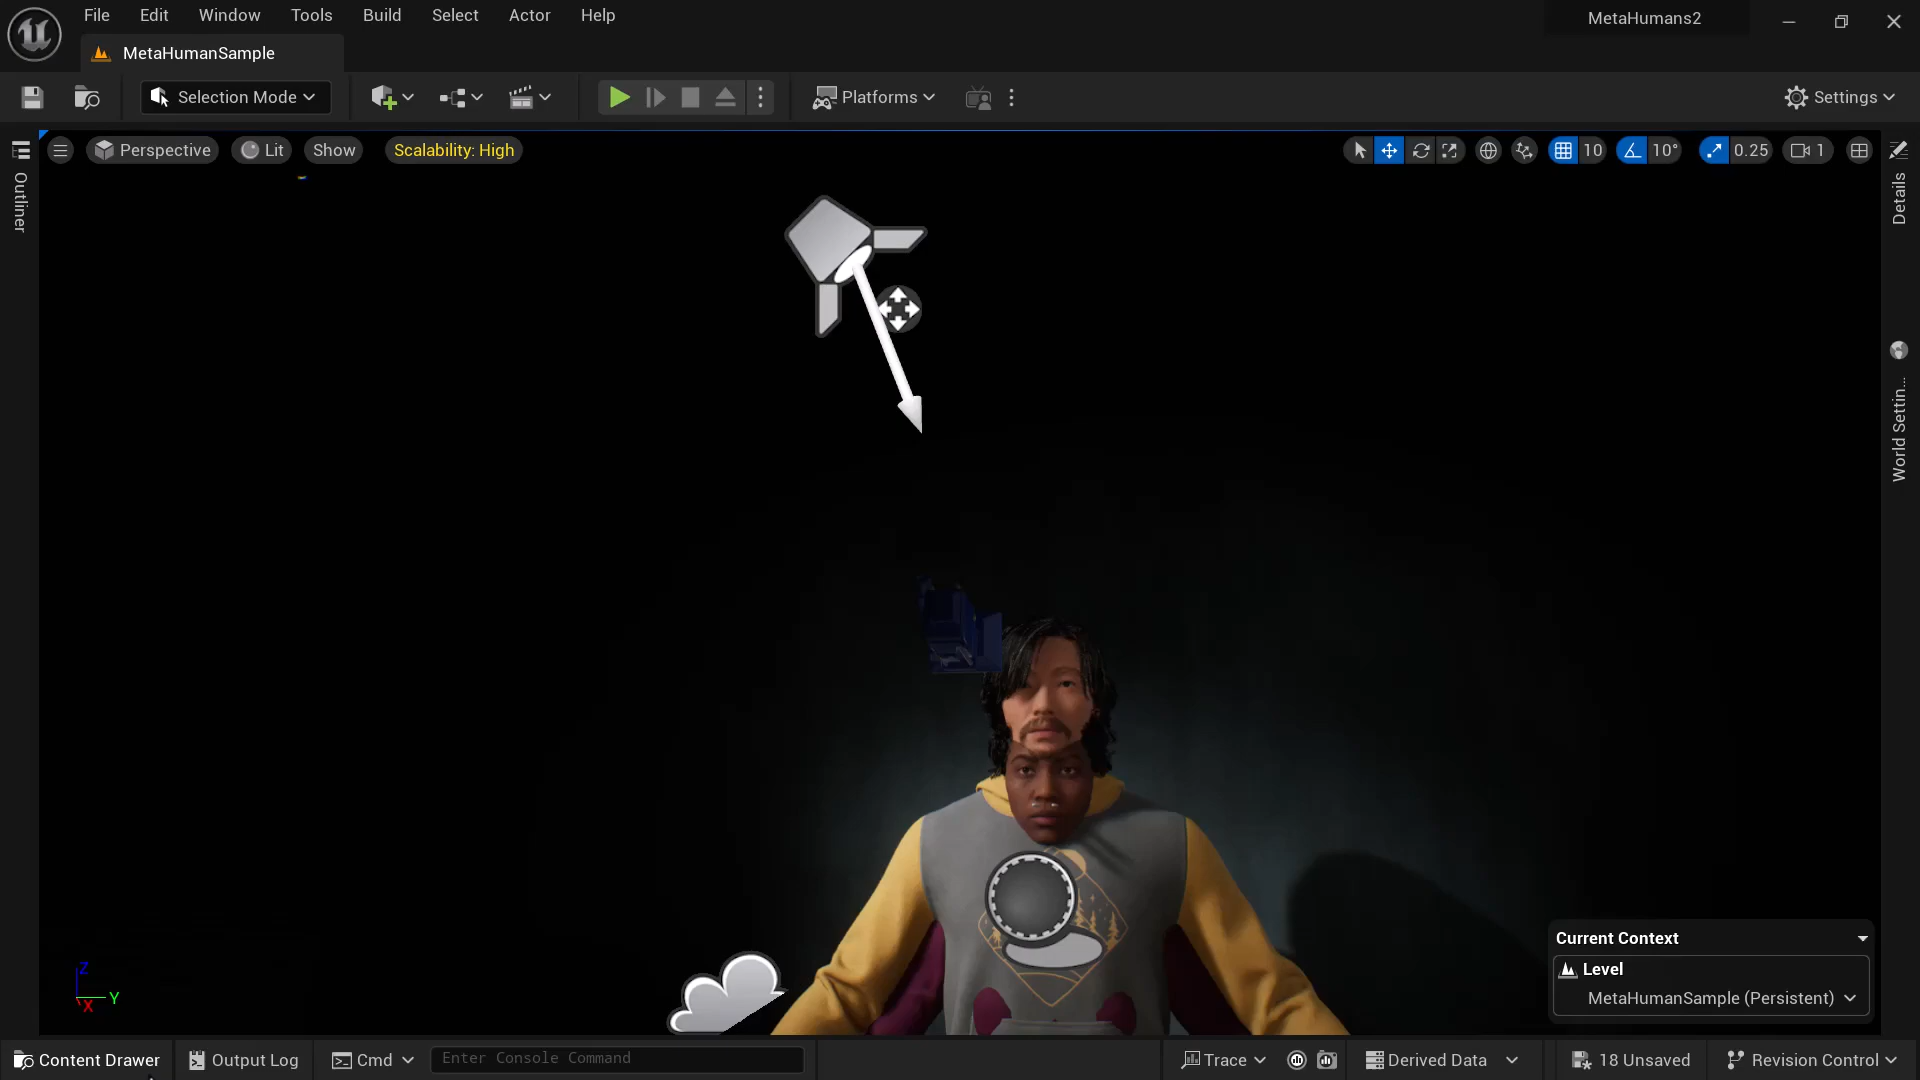 File Edit Window Tools Build Select Actor Help
MetaHumans2
MetaHumanSample
Selection Mode
Platforms
Settings
Perspective
Lit
Show
Scalability: High
10
10°
0.25
1
Outliner
Details
World Settin...
Z
Y
X
Current Context
Level
MetaHumanSample (Persistent)
Content Drawer
Output Log
Cmd
Enter Console Command
Trace
Derived Data
18 Unsaved
Revision Control